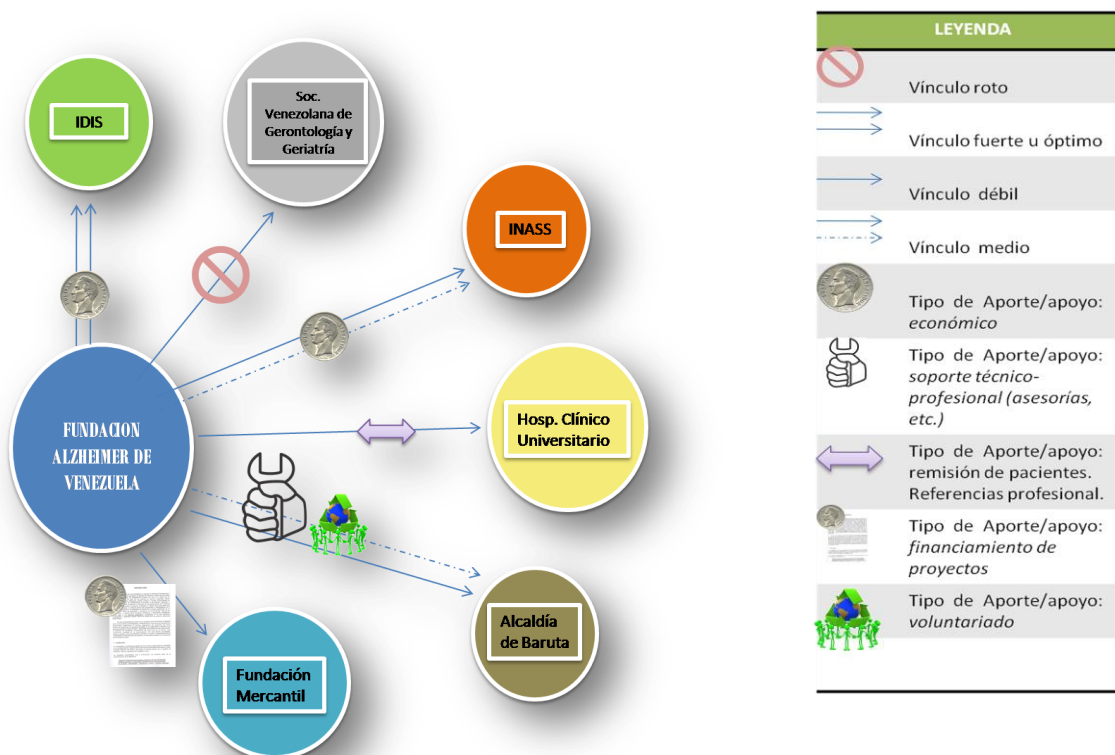 IDIS
Soc.
Venezolana de
Gerontología y
Geriatría
INASS
Hosp. Clínico
Universitario
FUNDACION
ALZHEIMER DE
VENEZUELA
Alcaldía
de Baruta
Fundación
Mercantil
LEYENDA
Vínculo roto
Vínculo fuerte u óptimo
Vínculo débil
Vínculo medio
Tipo de Aporte/apoyo:
económico
Tipo de Aporte/apoyo:
soporte técnico-
profesional (asesorías,
etc.)
Tipo de Aporte/apoyo:
remisión de pacientes.
Referencias profesional.
Tipo de Aporte/apoyo:
financiamiento de
proyectos
Tipo de Aporte/apoyo:
voluntariado